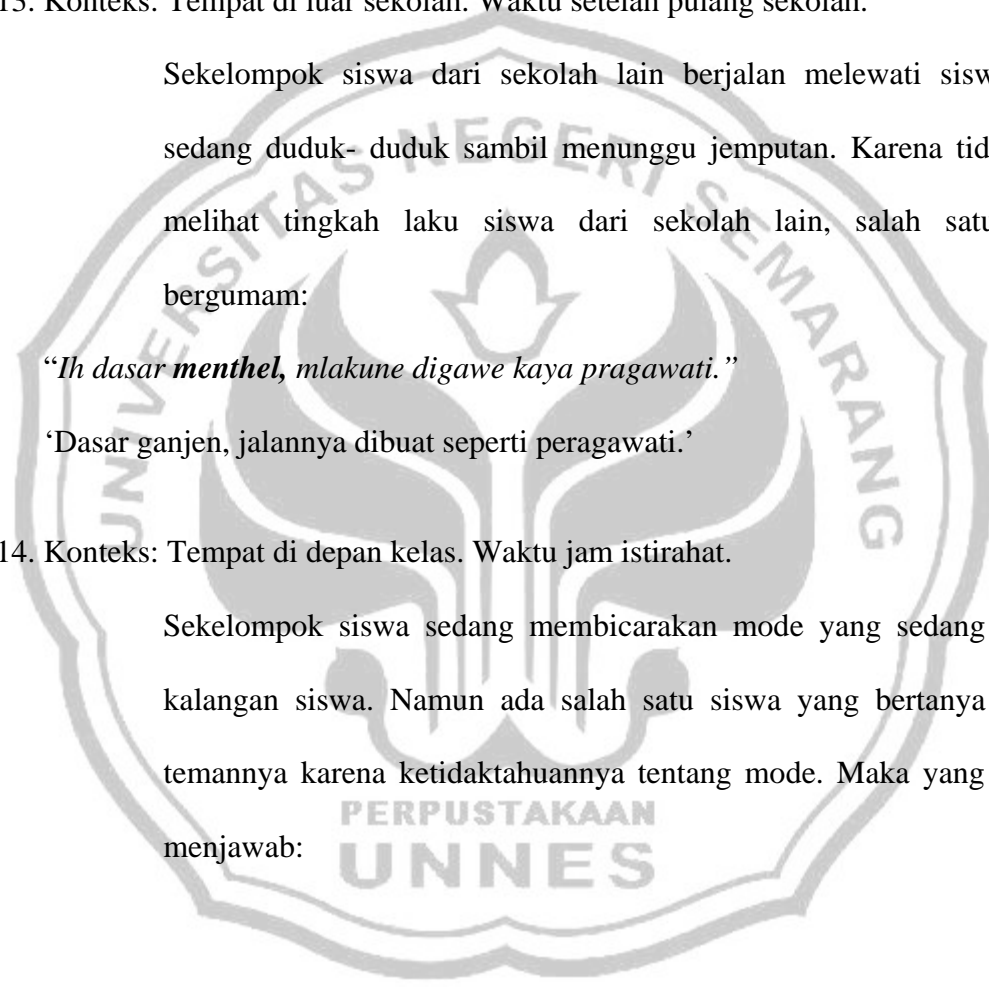 13. Konteks: Tempat di luar sekolah. Waktu setelah pulang sekolah.
Sekelompok siswa dari sekolah lain berjalan melewati sisw
sedang duduk- duduk sambil menunggu jemputan. Karena tid
melihat tingkah laku siswa dari sekolah lain, salah satu
bergumam:
“Ih dasar menthel, mlakune digawe kaya pragawati.”
‘Dasar ganjen, jalannya dibuat seperti peragawati.’
14. Konteks: Tempat di depan kelas. Waktu jam istirahat.
Sekelompok siswa sedang membicarakan mode yang sedang
kalangan siswa. Namun ada salah satu siswa yang bertanya
temannya karena ketidaktahuannya tentang mode. Maka yang
menjawab:
UNIVERSITAS NEGERI SEMARANG
PERPUSTAKAAN
UNNES